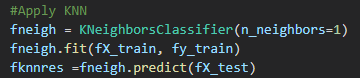 #Apply KNN
fneigh = KNeighborsClassifier(n_neighbors=1)
fneigh.fit(fX_train, fy_train)
fknnres =fneigh.predict(fX_test)